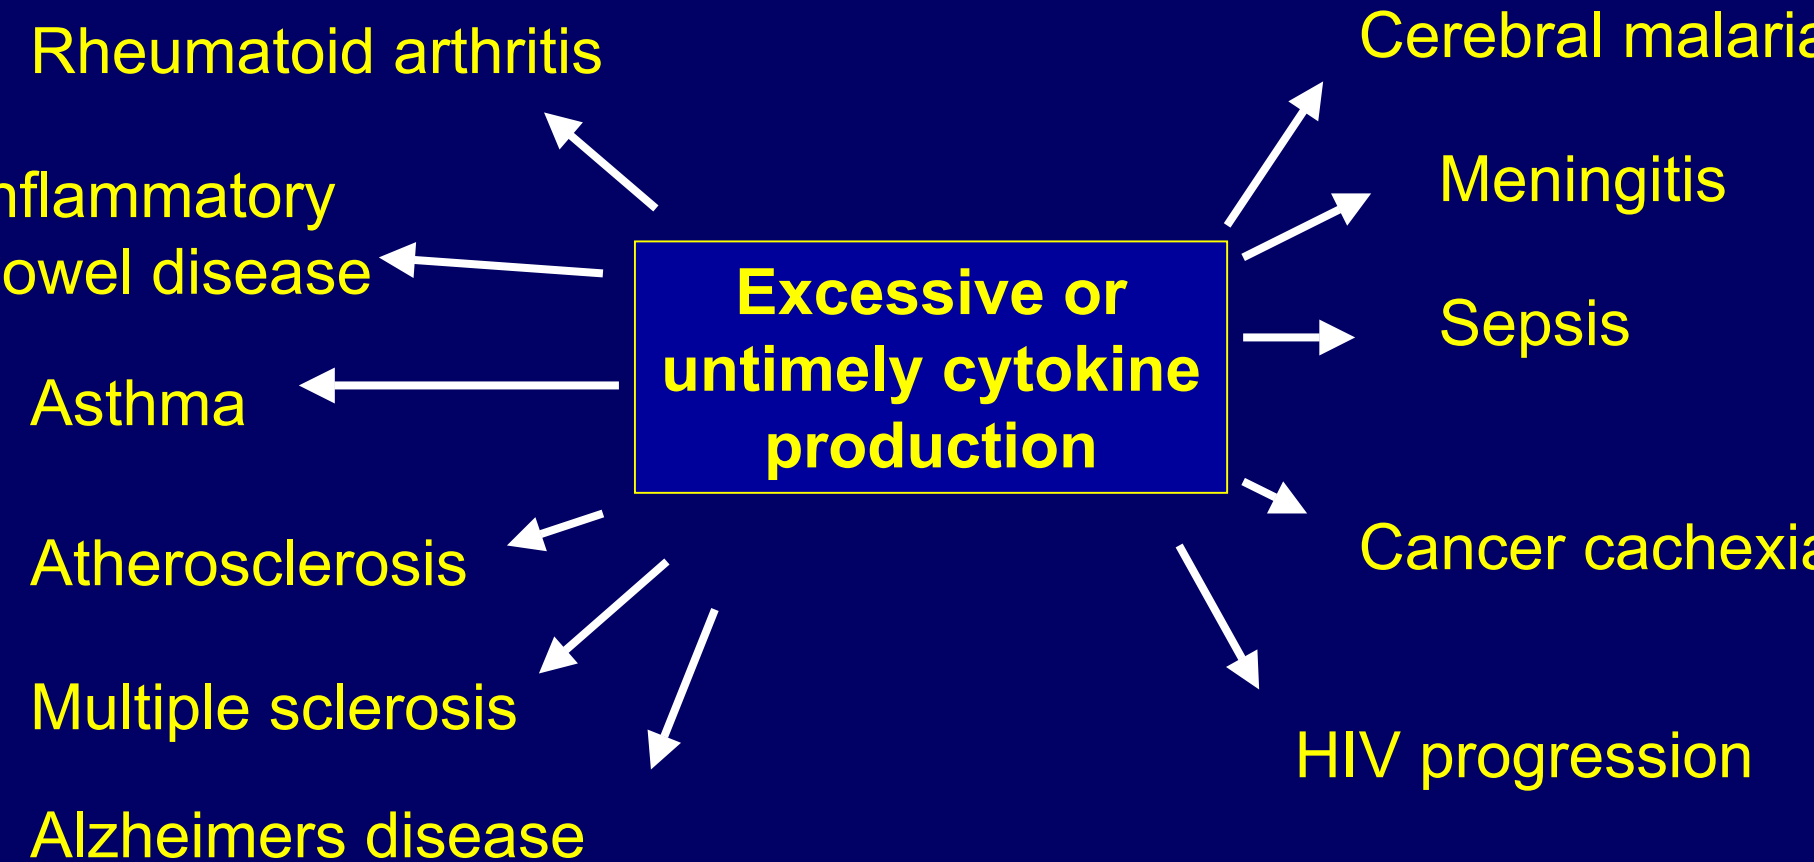 Rheumatoid arthritis
nflammatory
owel disease
Asthma
Atherosclerosis
Multiple sclerosis
Alzheimers disease
Excessive or
untimely cytokine
production
Cerebral malaria
Meningitis
Sepsis
Cancer cachexia
HIV progression